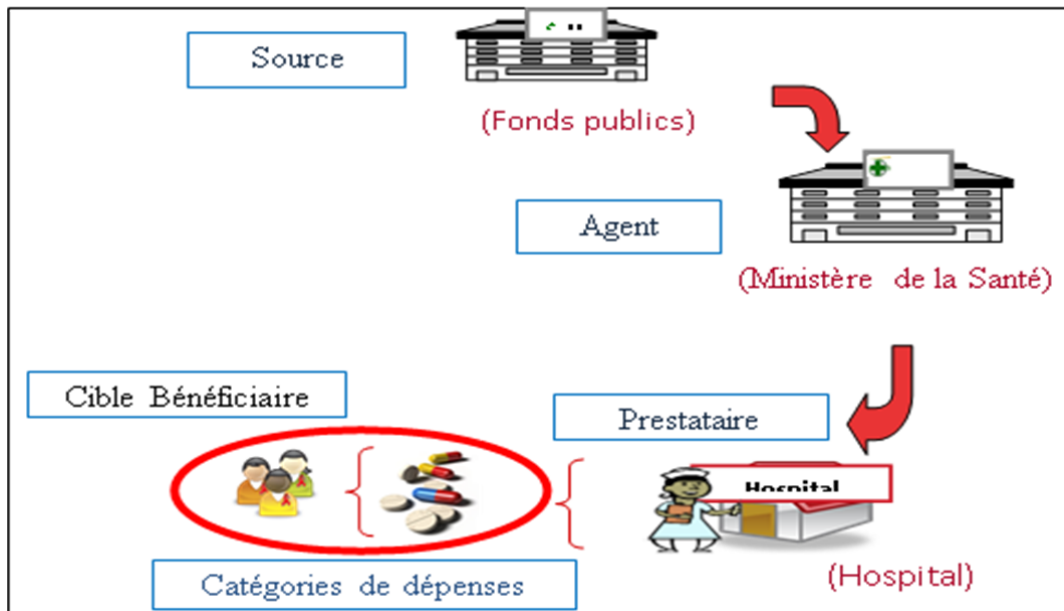 Source
(Fonds publics)
Agent
(Ministère de la Santé)
Cible Bénéficiaire
Prestataire
Hospital
Catégories de dépenses
(Hospital)